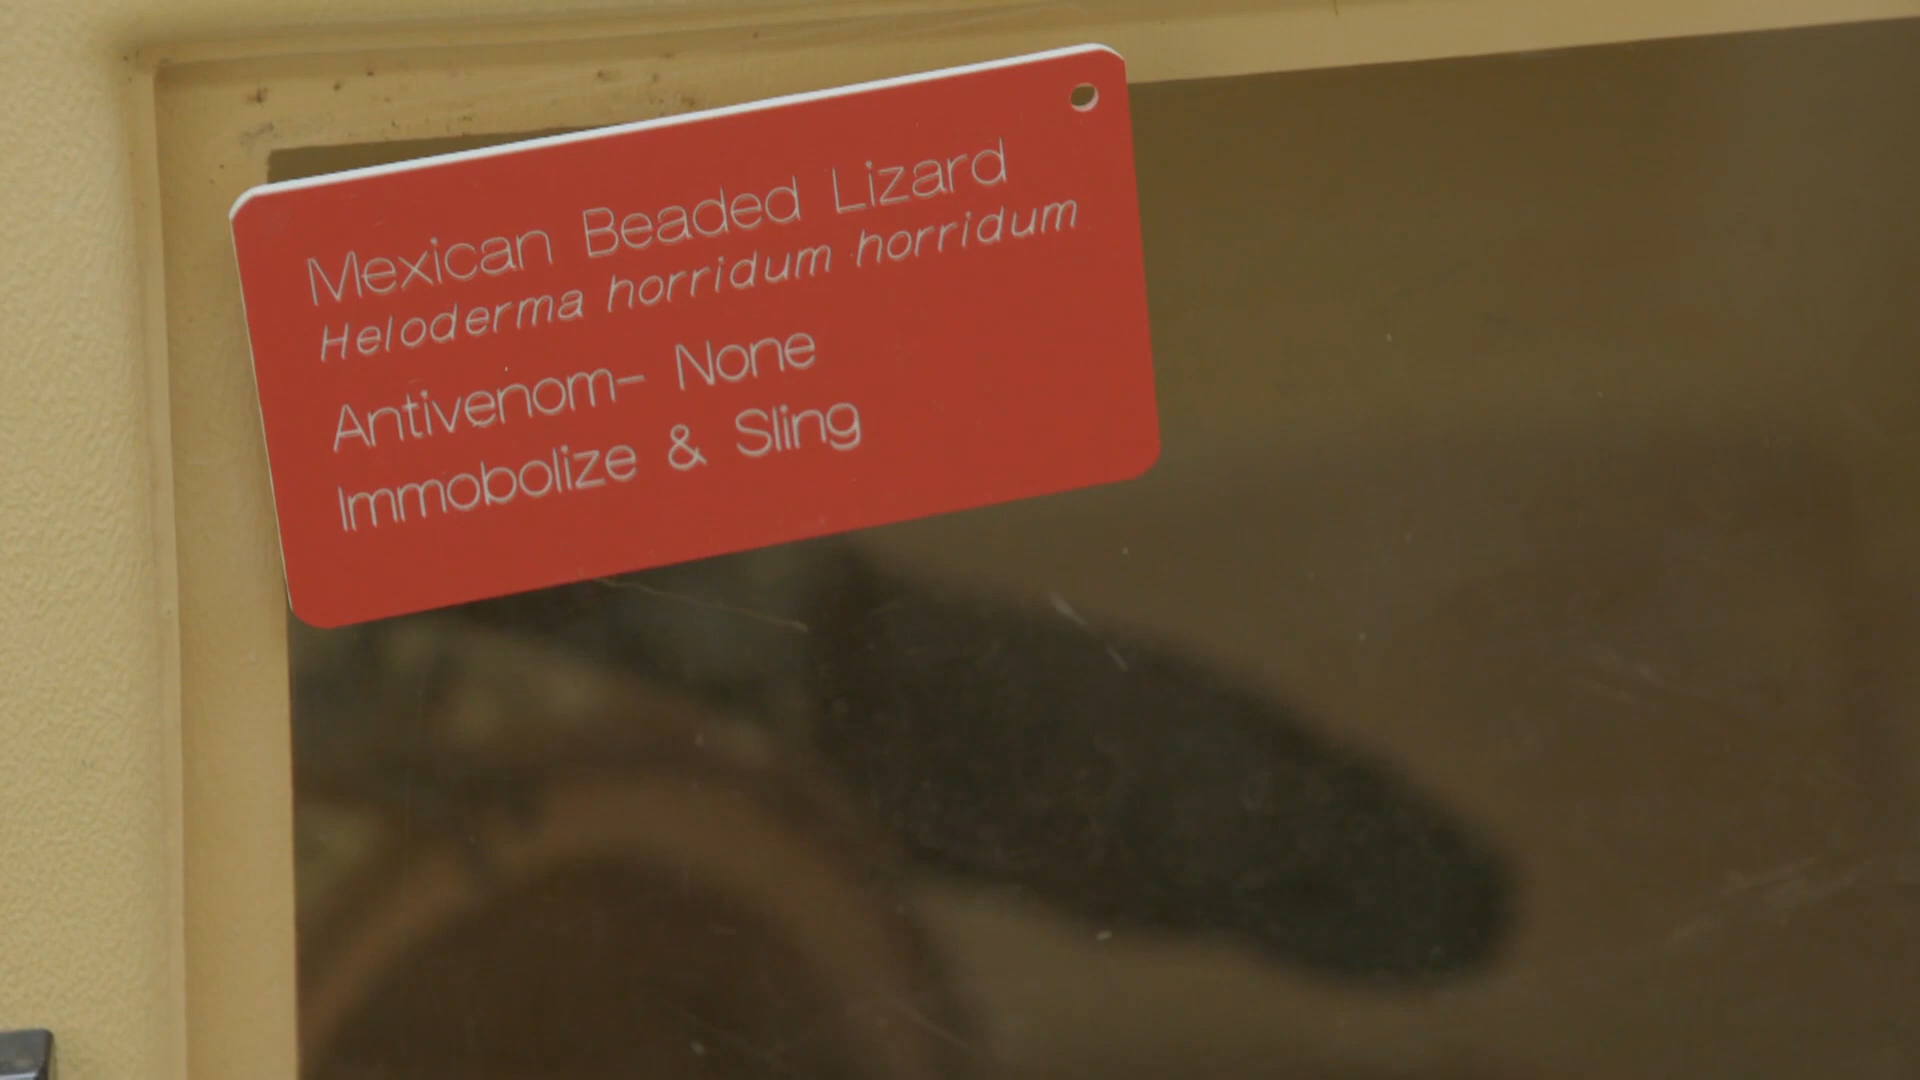 Mexican Beaded Lizard
Heloderma horridum horridum
Antivenom- None
Immobolize & Sling